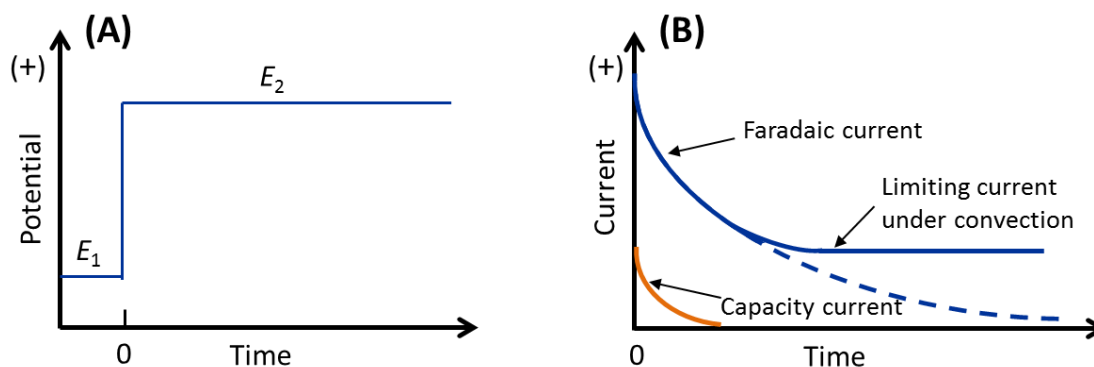 (A)
(+)
Potential
E1
E2
0
Time
(B)
(+)
Current
Faradaic current
Limiting current
under convection
Capacity current
0
Time